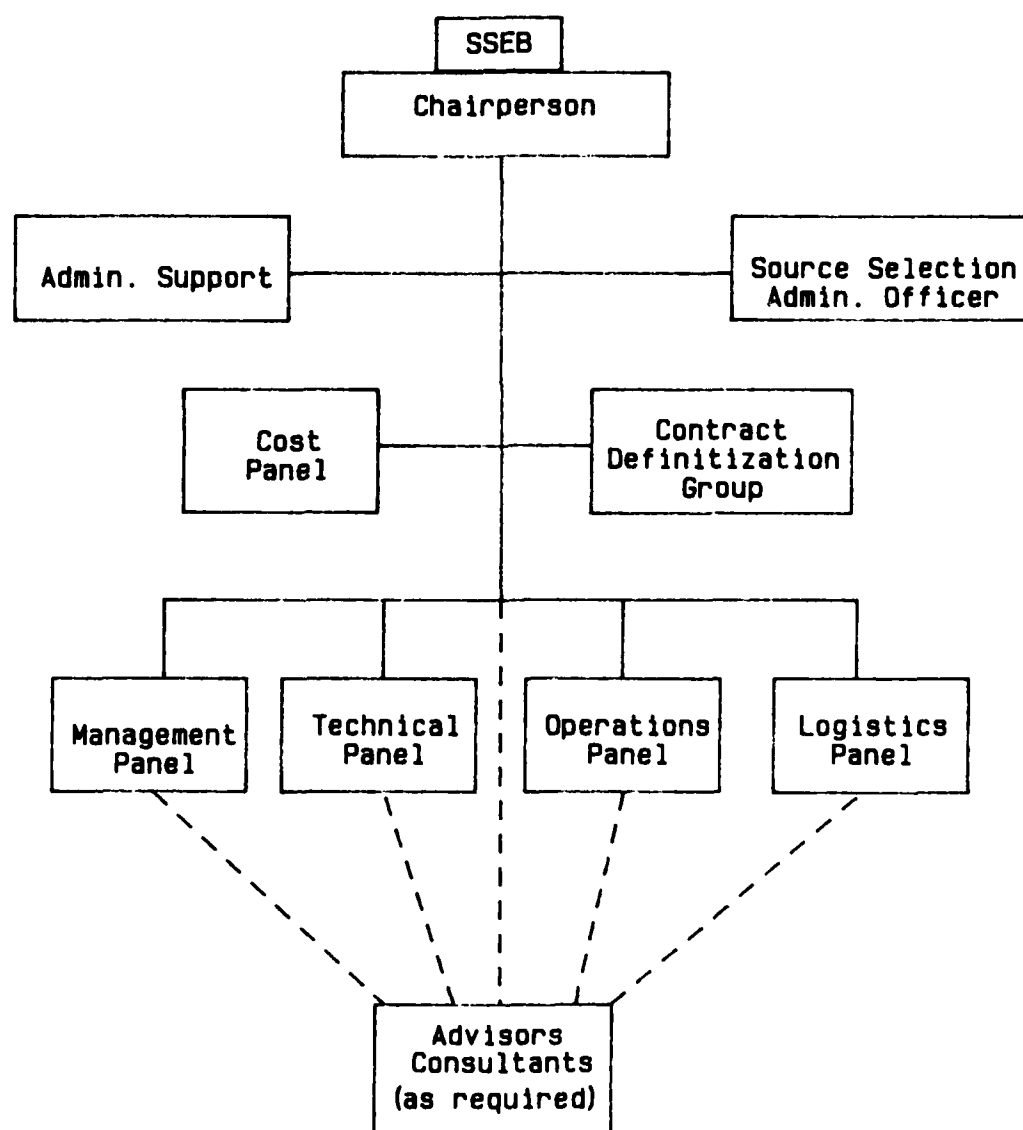 SSEB
Chairperson
Admin. Support
Source Selection
Admin. Officer
Cost
Panel
Contract
Definitization
Group
Management
Panel
Technical
Panel
Operations
Panel
Logistics
Panel
Advisors
Consultants
(as required)